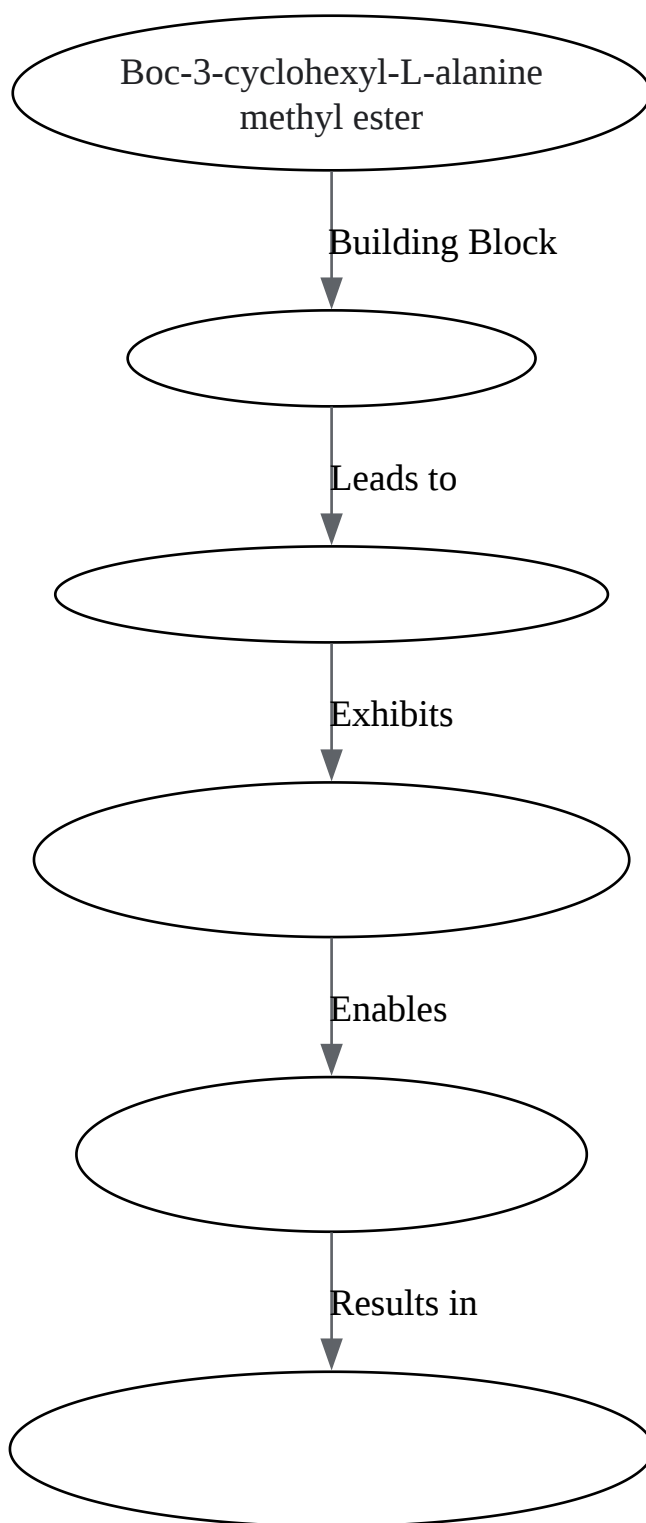 Boc-3-cyclohexyl-L-alanine
methyl ester
Building Block
Leads to
Exhibits
Enables
Results in